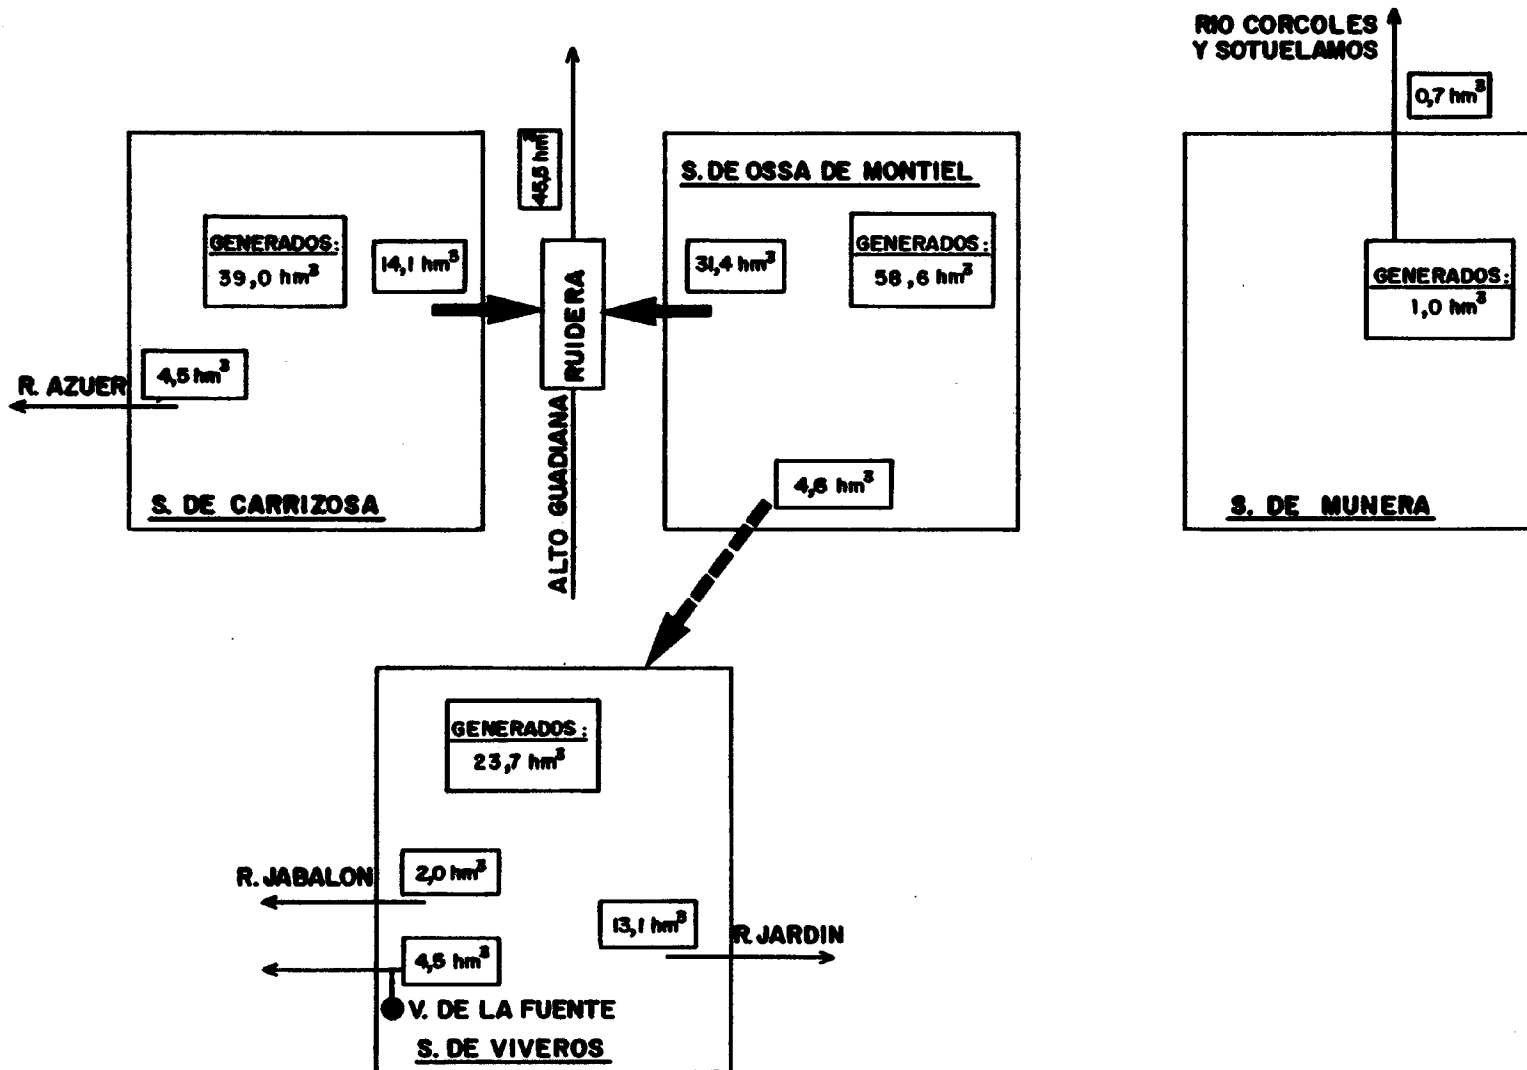 RIO CORCOLES
Y SOTUELAMOS
0,7 hm³
45,5 hm³
S. DE OSSA DE MONTIEL
GENERADOS:
39,0 hm³
14,1 hm³
RUIDERA
31,4 hm³
GENERADOS:
58,6 hm³
GENERADOS:
1,0 hm³
R. AZUER
4,5 hm³
ALTO GUADIANA
4,6 hm³
S. DE CARRIZOSA
S. DE MUNERA
GENERADOS:
23,7 hm³
R. JABALON
2,0 hm³
13,1 hm³
R. JARDIN
4,5 hm³
V. DE LA FUENTE
S. DE VIVEROS